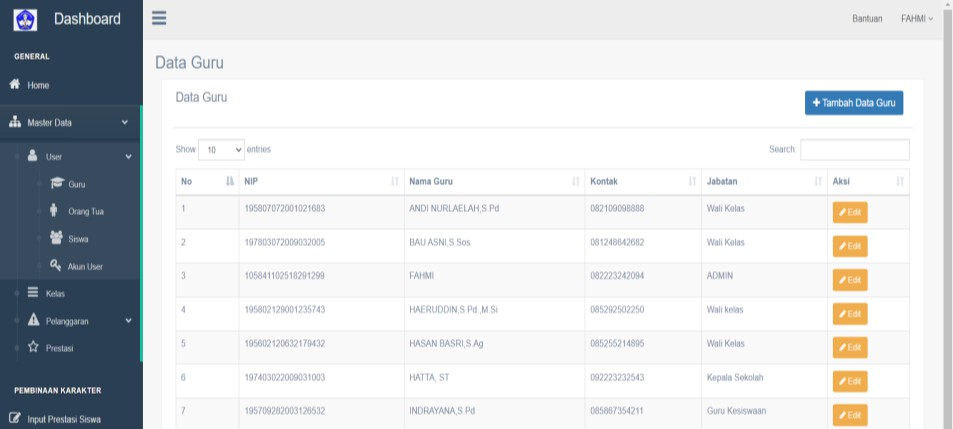 Dashboard
Bantuan FAHMI
GENERAL
Home
Master Data
User
Guru
Orang Tua
Siswa
Akun User
Kelas
Pelanggaran
Prestasi
PEMBINAAN KARAKTER
Input Prestasi Siswa
Data Guru
Data Guru
+ Tambah Data Guru
Show 10 entries Search:
No NIP Nama Guru Kontak Jabatan Aksi
1 195807072001021683 ANDI NURLAELAH,S.Pd 082109098888 Wali Kelas Edit
2 197803072009032005 BAU ASNI,S.Sos 081248642682 Wali Kelas Edit
3 105841102518291299 FAHMI 082223242094 ADMIN Edit
4 195802129001235743 HAERUDDIN,S.Pd.,M.Si 085292502250 Wali kelas Edit
5 195602120632179432 HASAN BASRI,S.Ag 085255214895 Wali Kelas Edit
6 197403022009031003 HATTA, ST 092223232543 Kepala Sekolah Edit
7 195709282003126532 INDRAYANA,S.Pd 085867354211 Guru Kesiswaan Edit